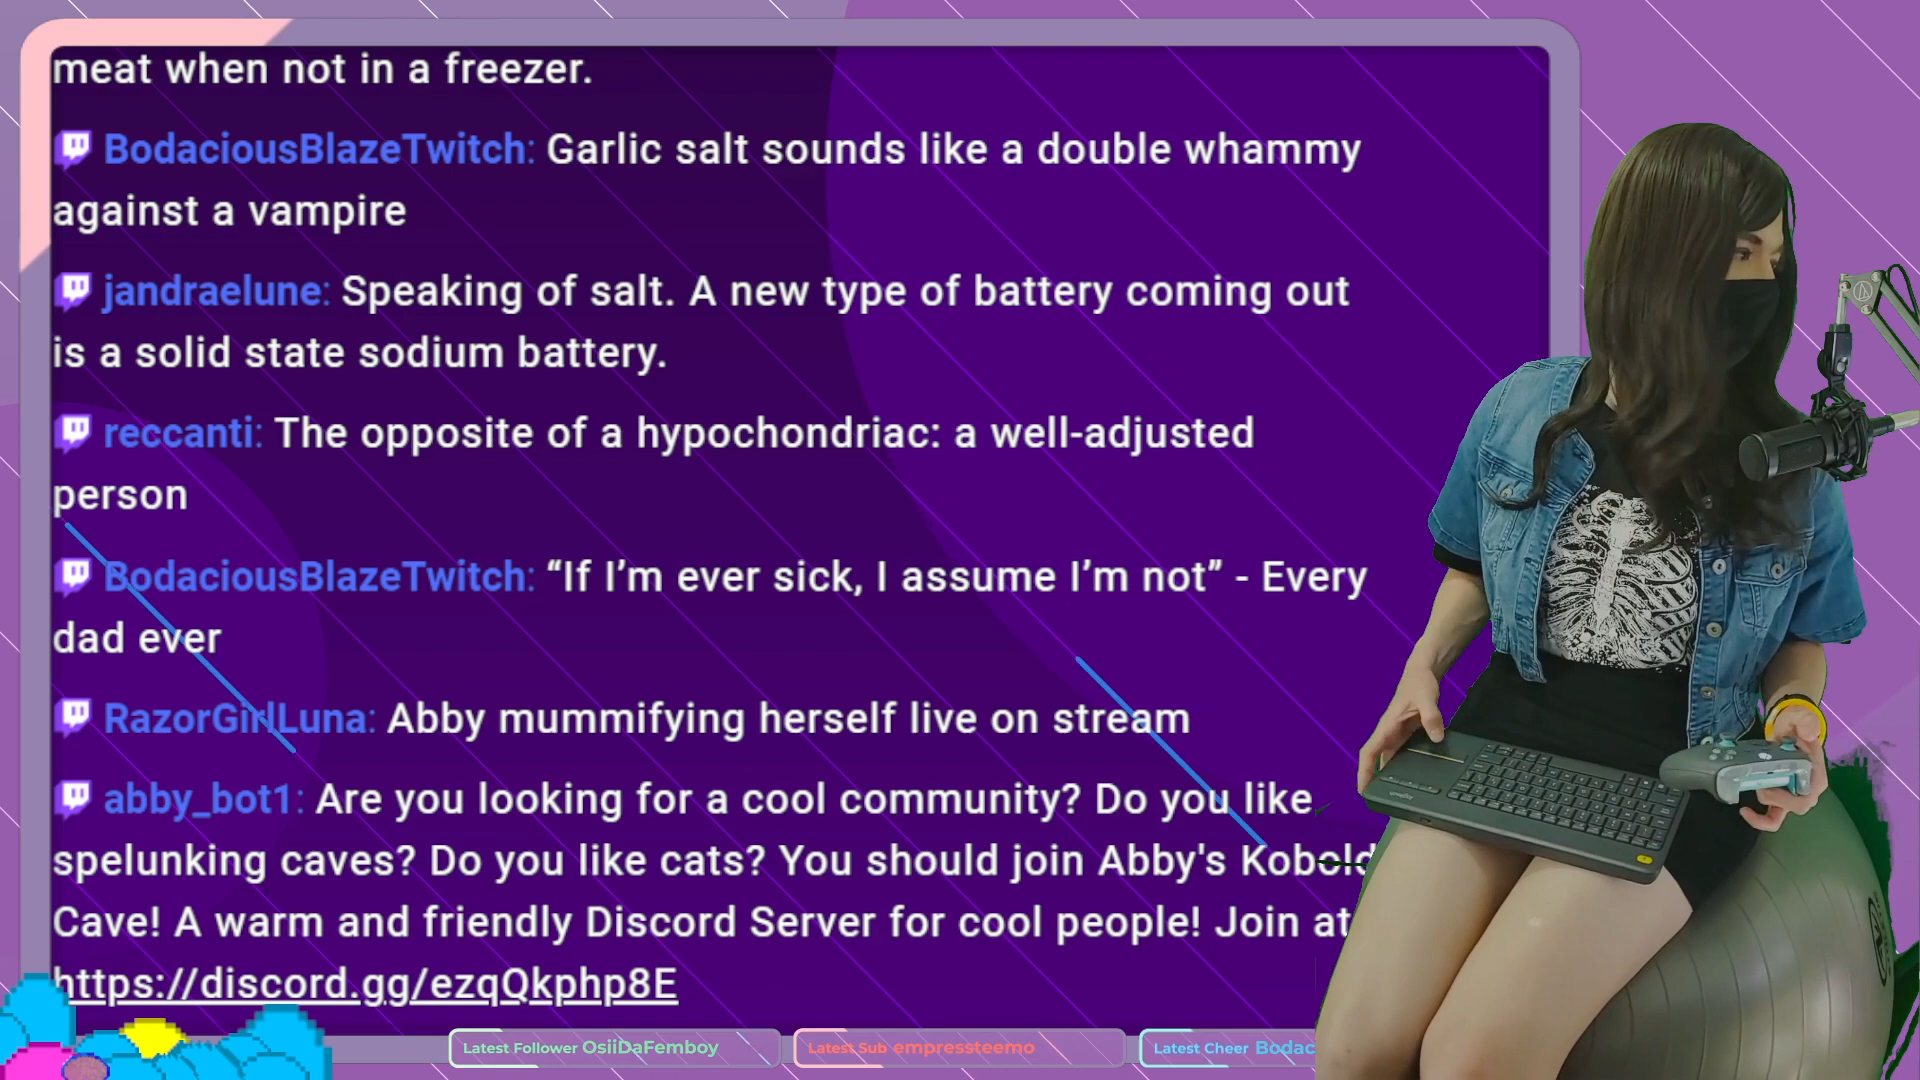 meat when not in a freezer.
BodaciousBlazeTwitch: Garlic salt sounds like a double whammy
against a vampire
jandraelune: Speaking of salt. A new type of battery coming out
is a solid state sodium battery.
reccanti: The opposite of a hypochondriac: a well-adjusted
person
BodaciousBlazeTwitch: “If I’m ever sick, I assume I’m not” - Every
dad ever
RazorGirlLuna: Abby mummifying herself live on stream
abby_bot1: Are you looking for a cool community? Do you like
spelunking caves? Do you like cats? You should join Abby's Kobold
Cave! A warm and friendly Discord Server for cool people! Join at
https://discord.gg/ezqQkphp8E
Latest Follower OsiiDaFemboy
Latest Sub empressteemo
Latest Cheer Bodac